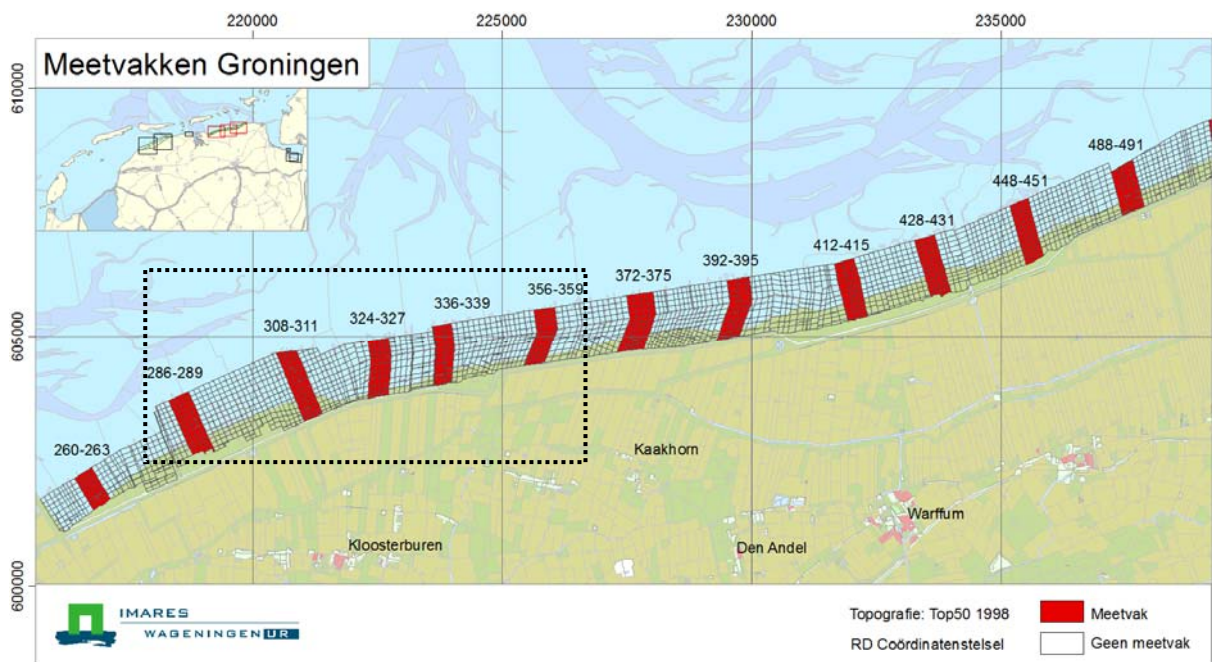 220000
225000
230000
235000
Meetvakken Groningen
610000
605000
600000
488-491
448-451
428-431
412-415
392-395
372-375
356-359
336-339
324-327
308-311
286-289
260-263
Kaakhorn
Warffum
Kloosterburen
Den Andel
IMARES
WAGENINGEN UR
Topografie: Top50 1998
RD Coördinatenstelsel
Meetvak
Geen meetvak